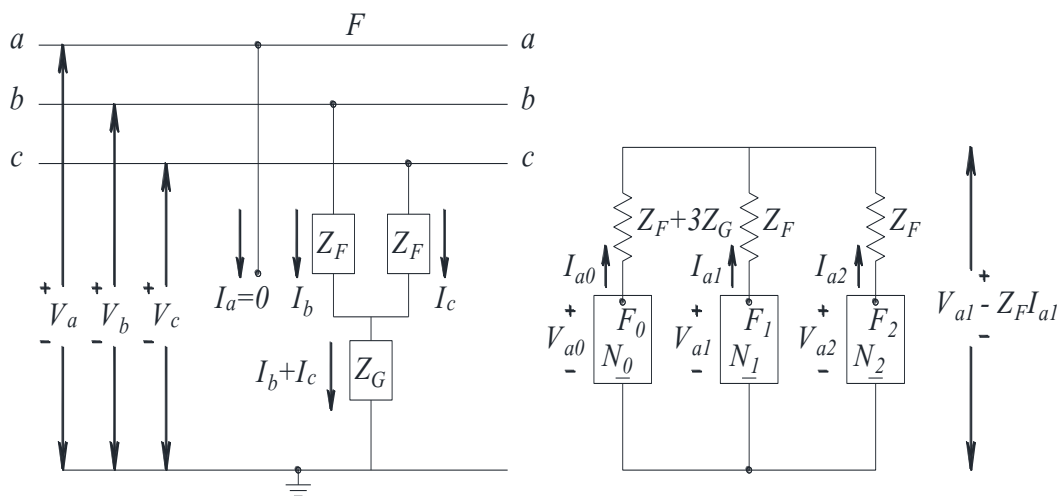 F
a a
b b
c c
Z_F Z_F
I_a=0 I_b I_c
+ + +
V_a V_b V_c
- - -
I_b+I_c Z_G
Z_F+3Z_G Z_F Z_F
I_a0 I_a1 I_a2
+ + + +
V_a0 V_a1 V_a2 V_a1 - Z_F I_a1
- - - -
F_0 F_1 F_2
N_0 N_1 N_2